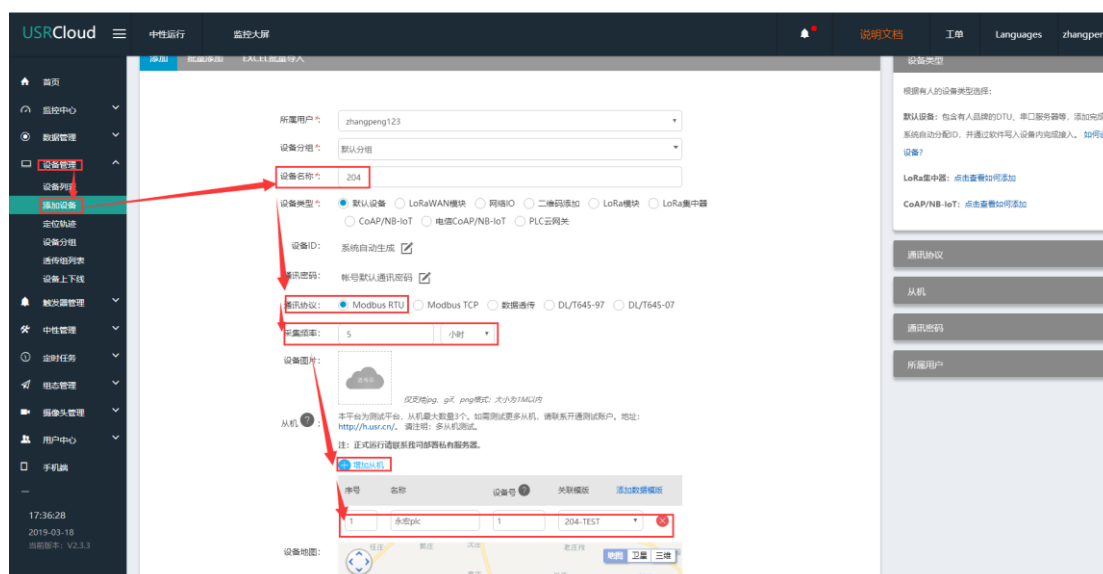 USRCloud
中性运行
监控大屏
说明文档
工单
Languages
zhangper
首页
监控中心
数据管理
设备管理
设备列表
添加设备
定位轨迹
设备分组
透传组列表
设备上下线
触发器管理
中性管理
定时任务
组态管理
摄像头管理
用户中心
手机端
17:36:28
2019-03-18
当前版本: V2.3.3
添加 批量添加 EXCEL批量导入
所属用户*: zhangpeng123
设备分组*: 默认分组
设备名称*: 204
设备类型*: 默认设备 LoRaWAN模块 网络IO 二维码添加 LoRa模块 LoRa集中器
CoAP/NB-IoT 电信CoAP/NB-IoT PLC云网关
设备ID: 系统自动生成
通讯密码: 帐号默认通讯密码
通讯协议: Modbus RTU Modbus TCP 数据透传 DL/T645-97 DL/T645-07
采集频率: 5 小时
设备图片:
仅支持jpg、gif、png格式; 大小为1M以内
从机 ? :
本平台为测试平台,从机最大数量3个。如需测试更多从机,请联系开通测试账户。地址:
http://h.usr.cn/。 请注明: 多从机测试。
注: 正式运行请联系我司部署私有服务器。
增加从机
序号 名称 设备号 ? 关联模版 添加数据模版
1 永宏plc 1 204-TEST
设备地图:
地图 卫星 三维
设备类型
根据有人的设备类型选择:
默认设备: 包含有人品牌的DTU、串口服务器等, 添加完成
系统自动分配ID, 并通过软件写入设备内完成接入。 如何
设备?
LoRa集中器: 点击查看如何添加
CoAP/NB-IoT: 点击查看如何添加
通讯协议
从机
通讯密码
所属用户